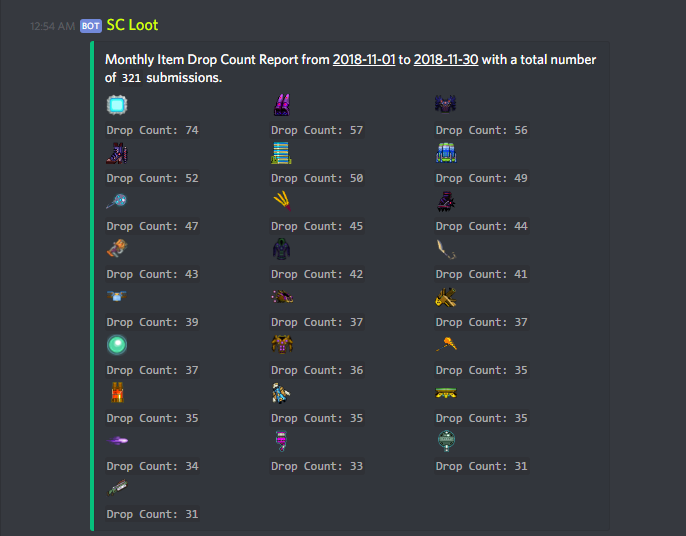 12:54 AM BOT SC Loot
Monthly Item Drop Count Report from 2018-11-01 to 2018-11-30 with a total number
of 321 submissions.
Drop Count: 74 Drop Count: 57 Drop Count: 56
Drop Count: 52 Drop Count: 50 Drop Count: 49
Drop Count: 47 Drop Count: 45 Drop Count: 44
Drop Count: 43 Drop Count: 42 Drop Count: 41
Drop Count: 39 Drop Count: 37 Drop Count: 37
Drop Count: 37 Drop Count: 36 Drop Count: 35
Drop Count: 35 Drop Count: 35 Drop Count: 35
Drop Count: 34 Drop Count: 33 Drop Count: 31
Drop Count: 31